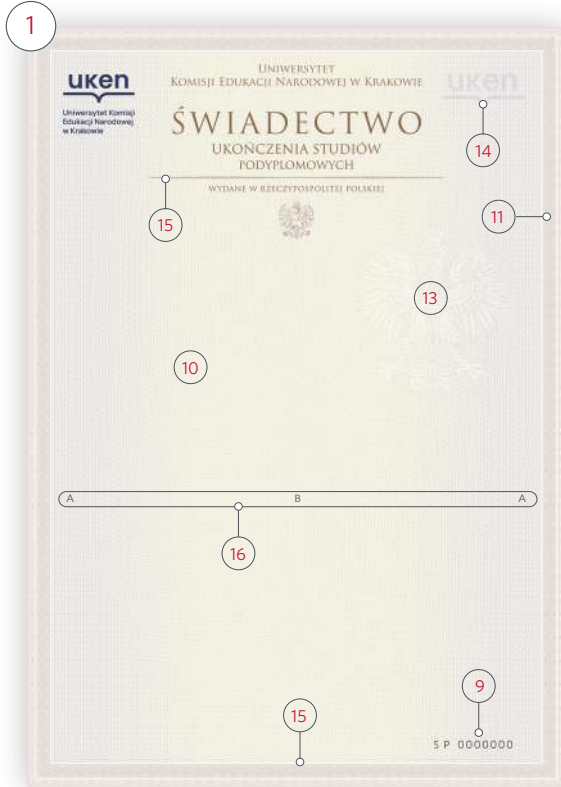 1
uken
Uniwersytet Komisji
Edukacji Narodowej
w Krakowie
UNIWERSYTET
KOMISJI EDUKACJI NARODOWEJ W KRAKOWIE
uken
ŚWIADECTWO
UKOŃCZENIA STUDIÓW
PODYPLOMOWYCH
14
WYDANE W RZECZYPOSPOLITEJ POLSKIEJ
15
11
13
10
A B A
16
9
15
SP 0000000